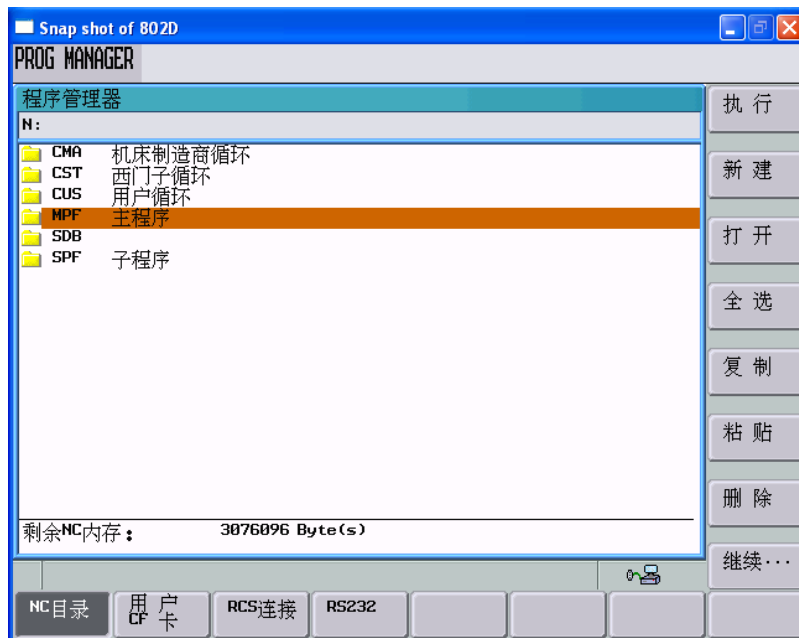 Snap shot of 802D
PROG MANAGER
程序管理器
N:
CMA 机床制造商循环
CST 西门子循环
CUS 用户循环
MPF 主程序
SDB
SPF 子程序
剩余NC内存： 3076096 Byte(s)
执行
新建
打开
全选
复制
粘贴
删除
继续···
NC目录
用户
CF卡
RCS连接
RS232